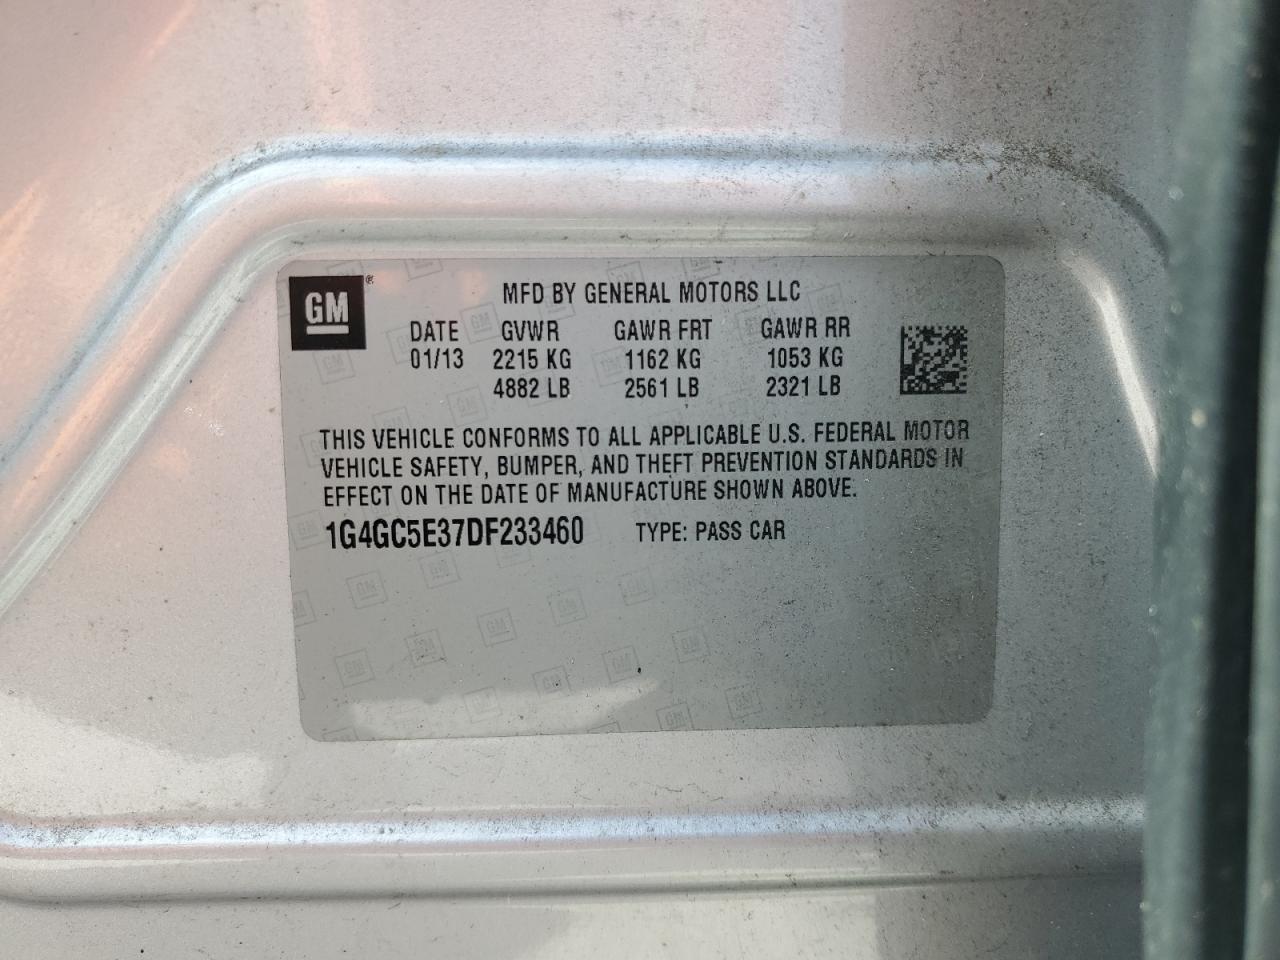 GM ® MFD BY GENERAL MOTORS LLC
DATE GVWR GAWR FRT GAWR RR
01/13 2215 KG 1162 KG 1053 KG
4882 LB 2561 LB 2321 LB
THIS VEHICLE CONFORMS TO ALL APPLICABLE U.S. FEDERAL MOTOR
VEHICLE SAFETY, BUMPER, AND THEFT PREVENTION STANDARDS IN
EFFECT ON THE DATE OF MANUFACTURE SHOWN ABOVE.
1G4GC5E37DF233460 TYPE: PASS CAR